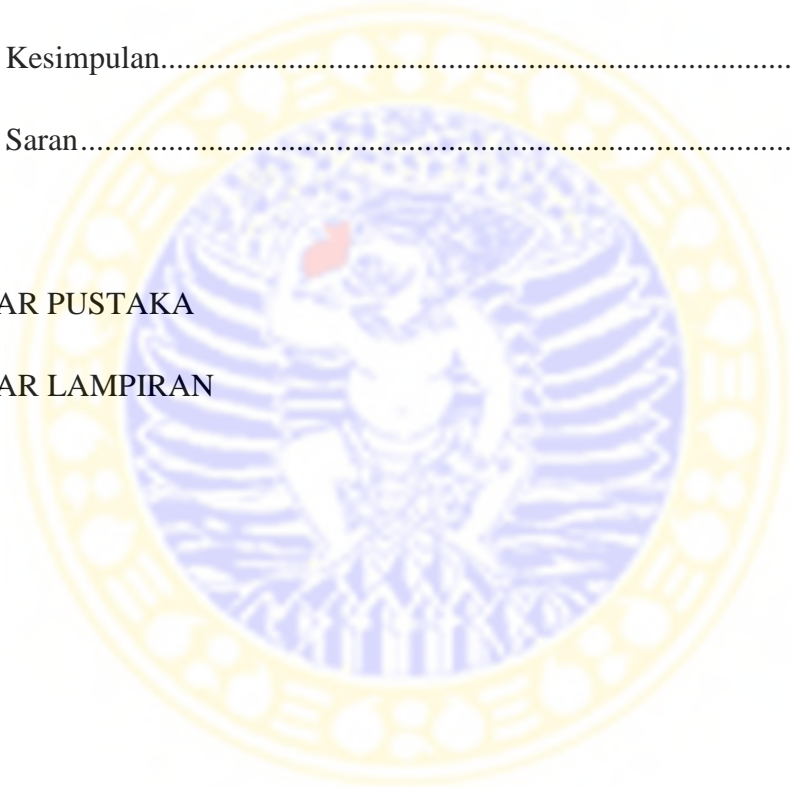 Kesimpulan...............................................................................
Saran.........................................................................................
AR PUSTAKA
AR LAMPIRAN